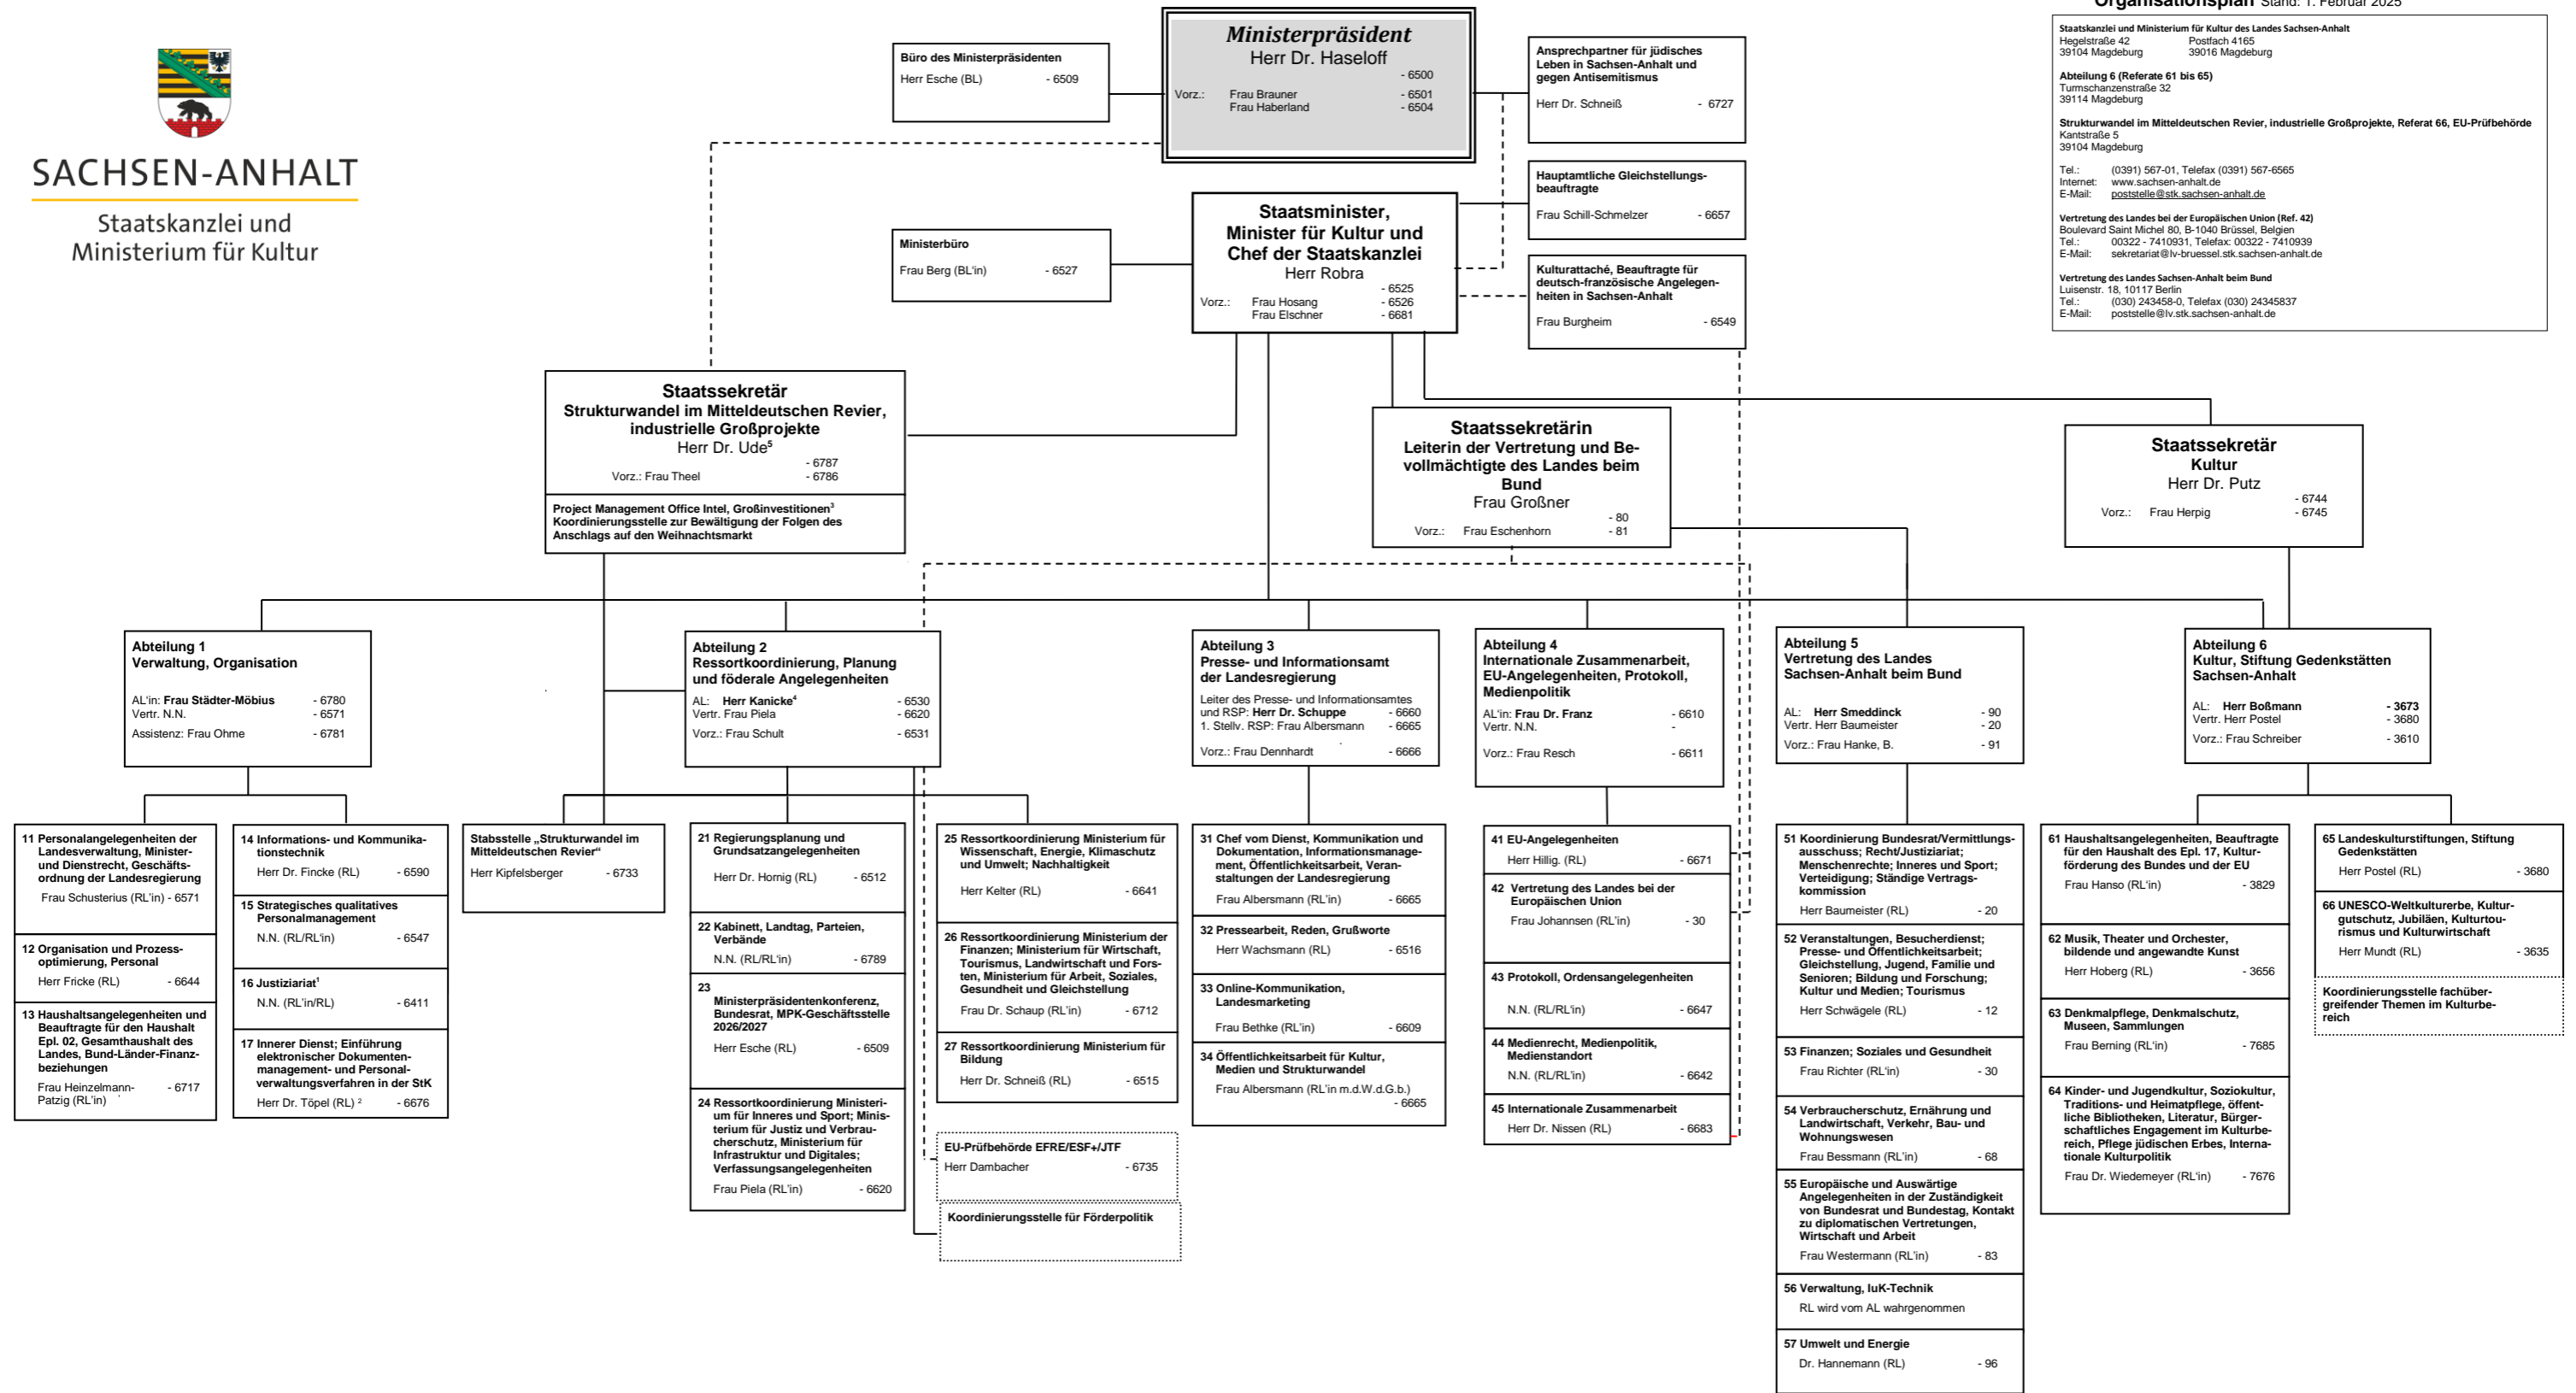 Organisationsplan Stand: 1. Februar 2025
Staatskanzlei und Ministerium für Kultur des Landes Sachsen-Anhalt
Hegelstraße 42 Postfach 4165
39104 Magdeburg 39016 Magdeburg
Abteilung 6 (Referate 61 bis 65)
Turmschanzenstraße 32
39114 Magdeburg
Strukturwandel im Mitteldeutschen Revier, industrielle Großprojekte, Referat 66, EU-Prüfbehörde
Kantstraße 5
39104 Magdeburg
Tel.: (0391) 567-01, Telefax (0391) 567-6565
Internet: www.sachsen-anhalt.de
E-Mail: poststelle@stk.sachsen-anhalt.de
Vertretung des Landes bei der Europäischen Union (Ref. 42)
Boulevard Saint Michel 80, B-1040 Brüssel, Belgien
Tel.: 00322 - 7410931, Telefax: 00322 - 7410939
E-Mail: sekretariat@lv-bruessel.stk.sachsen-anhalt.de
Vertretung des Landes Sachsen-Anhalt beim Bund
Luisenstr. 18, 10117 Berlin
Tel.: (030) 243458-0, Telefax (030) 24345837
E-Mail: poststelle@lv.stk.sachsen-anhalt.de
SACHSEN-ANHALT
Staatskanzlei und
Ministerium für Kultur
Büro des Ministerpräsidenten
Herr Esche (BL) - 6509
Ministerpräsident
Herr Dr. Haseloff
- 6500
Vorz.: Frau Brauner - 6501
Frau Haberland - 6504
Ansprechpartner für jüdisches
Leben in Sachsen-Anhalt und
gegen Antisemitismus
Herr Dr. Schneiß - 6727
Hauptamtliche Gleichstellungs-
beauftragte
Frau Schill-Schmelzer - 6657
Ministerbüro
Frau Berg (BL'in) - 6527
Staatsminister,
Minister für Kultur und
Chef der Staatskanzlei
Herr Robra
- 6525
Vorz.: Frau Hosang - 6526
Frau Elschner - 6681
Kulturattaché, Beauftragte für
deutsch-französische Angelegen-
heiten in Sachsen-Anhalt
Frau Burgheim - 6549
Staatssekretär
Strukturwandel im Mitteldeutschen Revier,
industrielle Großprojekte
Herr Dr. Ude⁵
- 6787
Vorz.: Frau Theel - 6786
Project Management Office Intel, Großinvestitionen³
Koordinierungsstelle zur Bewältigung der Folgen des
Anschlags auf den Weihnachtsmarkt
Staatssekretärin
Leiterin der Vertretung und Be-
vollmächtigte des Landes beim
Bund
Frau Großner
- 80
Vorz.: Frau Eschenhorn - 81
Staatssekretär
Kultur
Herr Dr. Putz
- 6744
Vorz.: Frau Herpig - 6745
Abteilung 1
Verwaltung, Organisation
AL'in: Frau Städter-Möbius - 6780
Vertr. N.N. - 6571
Assistenz: Frau Ohme - 6781
Abteilung 2
Ressortkoordinierung, Planung
und föderale Angelegenheiten
AL: Herr Kanicke⁴ - 6530
Vertr. Frau Piela - 6620
Vorz.: Frau Schult - 6531
Abteilung 3
Presse- und Informationsamt
der Landesregierung
Leiter des Presse- und Informationsamtes
und RSP: Herr Dr. Schuppe - 6660
1. Stellv. RSP: Frau Albersmann - 6665
Vorz.: Frau Dennhardt - 6666
Abteilung 4
Internationale Zusammenarbeit,
EU-Angelegenheiten, Protokoll,
Medienpolitik
AL'in: Frau Dr. Franz - 6610
Vertr. N.N. -
Vorz.: Frau Resch - 6611
Abteilung 5
Vertretung des Landes
Sachsen-Anhalt beim Bund
AL: Herr Smeddinck - 90
Vertr. Herr Baumeister - 20
Vorz.: Frau Hanke, B. - 91
Abteilung 6
Kultur, Stiftung Gedenkstätten
Sachsen-Anhalt
AL: Herr Boßmann - 3673
Vertr. Herr Postel - 3680
Vorz.: Frau Schreiber - 3610
11 Personalangelegenheiten der
Landesverwaltung, Minister-
und Dienstrecht, Geschäfts-
ordnung der Landesregierung
Frau Schusterius (RL'in) - 6571
12 Organisation und Prozess-
optimierung, Personal
Herr Fricke (RL) - 6644
13 Haushaltsangelegenheiten und
Beauftragte für den Haushalt
Epl. 02, Gesamthaushalt des
Landes, Bund-Länder-Finanz-
beziehungen
Frau Heinzelmann- - 6717
Patzig (RL'in)
14 Informations- und Kommunika-
tionstechnik
Herr Dr. Fincke (RL) - 6590
15 Strategisches qualitatives
Personalmanagement
N.N. (RL/RL'in) - 6547
16 Justiziariat¹
N.N. (RL'in/RL) - 6411
17 Innerer Dienst; Einführung
elektronischer Dokumenten-
management- und Personal-
verwaltungsverfahren in der StK
Herr Dr. Töpel (RL) ² - 6676
Stabsstelle „Strukturwandel im
Mitteldeutschen Revier"
Herr Kipfelsberger - 6733
21 Regierungsplanung und
Grundsatzangelegenheiten
Herr Dr. Hornig (RL) - 6512
22 Kabinett, Landtag, Parteien,
Verbände
N.N. (RL/RL'in) - 6789
23
Ministerpräsidentenkonferenz,
Bundesrat, MPK-Geschäftsstelle
2026/2027
Herr Esche (RL) - 6509
24 Ressortkoordinierung Ministeri-
um für Inneres und Sport; Minis-
terium für Justiz und Verbrau-
cherschutz, Ministerium für
Infrastruktur und Digitales;
Verfassungsangelegenheiten
Frau Piela (RL'in) - 6620
25 Ressortkoordinierung Ministerium für
Wissenschaft, Energie, Klimaschutz
und Umwelt; Nachhaltigkeit
Herr Kelter (RL) - 6641
26 Ressortkoordinierung Ministerium der
Finanzen; Ministerium für Wirtschaft,
Tourismus, Landwirtschaft und Fors-
ten, Ministerium für Arbeit, Soziales,
Gesundheit und Gleichstellung
Frau Dr. Schaup (RL'in) - 6712
27 Ressortkoordinierung Ministerium für
Bildung
Herr Dr. Schneiß (RL) - 6515
EU-Prüfbehörde EFRE/ESF+/JTF
Herr Dambacher - 6735
Koordinierungsstelle für Förderpolitik
31 Chef vom Dienst, Kommunikation und
Dokumentation, Informationsmanage-
ment, Öffentlichkeitsarbeit, Veran-
staltungen der Landesregierung
Frau Albersmann (RL'in) - 6665
32 Pressearbeit, Reden, Grußworte
Herr Wachsmann (RL) - 6516
33 Online-Kommunikation,
Landesmarketing
Frau Bethke (RL'in) - 6609
34 Öffentlichkeitsarbeit für Kultur,
Medien und Strukturwandel
Frau Albersmann (RL'in m.d.W.d.G.b.)
- 6665
41 EU-Angelegenheiten
Herr Hillig. (RL) - 6671
42 Vertretung des Landes bei der
Europäischen Union
Frau Johannsen (RL'in) - 30
43 Protokoll, Ordensangelegenheiten
N.N. (RL/RL'in) - 6647
44 Medienrecht, Medienpolitik,
Medienstandort
N.N. (RL/RL'in) - 6642
45 Internationale Zusammenarbeit
Herr Dr. Nissen (RL) - 6683
51 Koordinierung Bundesrat/Vermittlungs-
ausschuss; Recht/Justiziariat;
Menschenrechte; Inneres und Sport;
Verteidigung; Ständige Vertrags-
kommission
Herr Baumeister (RL) - 20
52 Veranstaltungen, Besucherdienst;
Presse- und Öffentlichkeitsarbeit;
Gleichstellung, Jugend, Familie und
Senioren; Bildung und Forschung;
Kultur und Medien; Tourismus
Herr Schwägele (RL) - 12
53 Finanzen; Soziales und Gesundheit
Frau Richter (RL'in) - 30
54 Verbraucherschutz, Ernährung und
Landwirtschaft, Verkehr, Bau- und
Wohnungswesen
Frau Bessmann (RL'in) - 68
55 Europäische und Auswärtige
Angelegenheiten in der Zuständigkeit
von Bundesrat und Bundestag, Kontakt
zu diplomatischen Vertretungen,
Wirtschaft und Arbeit
Frau Westermann (RL'in) - 83
56 Verwaltung, IuK-Technik
RL wird vom AL wahrgenommen
57 Umwelt und Energie
Dr. Hannemann (RL) - 96
61 Haushaltsangelegenheiten, Beauftragte
für den Haushalt des Epl. 17, Kultur-
förderung des Bundes und der EU
Frau Hanso (RL'in) - 3829
62 Musik, Theater und Orchester,
bildende und angewandte Kunst
Herr Hoberg (RL) - 3656
63 Denkmalpflege, Denkmalschutz,
Museen, Sammlungen
Frau Berning (RL'in) - 7685
64 Kinder- und Jugendkultur, Soziokultur,
Traditions- und Heimatpflege, öffent-
liche Bibliotheken, Literatur, Bürger-
schaftliches Engagement im Kulturbe-
reich, Pflege jüdischen Erbes, Interna-
tionale Kulturpolitik
Frau Dr. Wiedemeyer (RL'in) - 7676
65 Landeskulturstiftungen, Stiftung
Gedenkstätten
Herr Postel (RL) - 3680
66 UNESCO-Weltkulturerbe, Kultur-
gutschutz, Jubiläen, Kulturtou-
rismus und Kulturwirtschaft
Herr Mundt (RL) - 3635
Koordinierungsstelle fachüber-
greifender Themen im Kulturbe-
reich